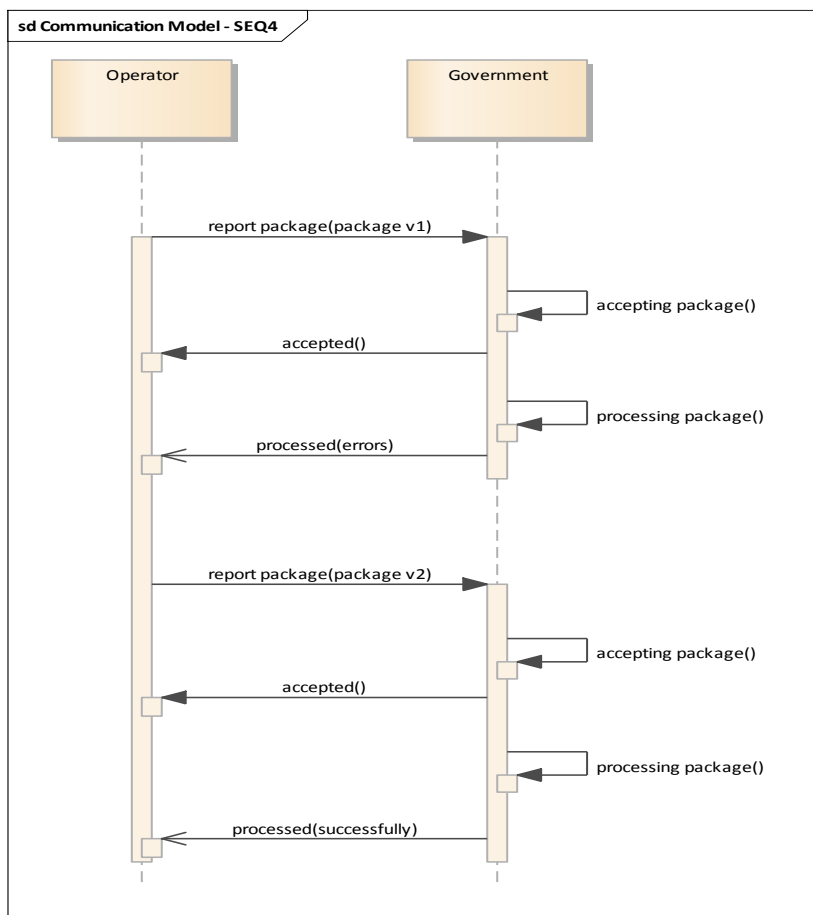 sd Communication Model - SEQ4
Operator
Government
report package(package v1)
accepting package()
accepted()
processing package()
processed(errors)
report package(package v2)
accepting package()
accepted()
processing package()
processed(successfully)